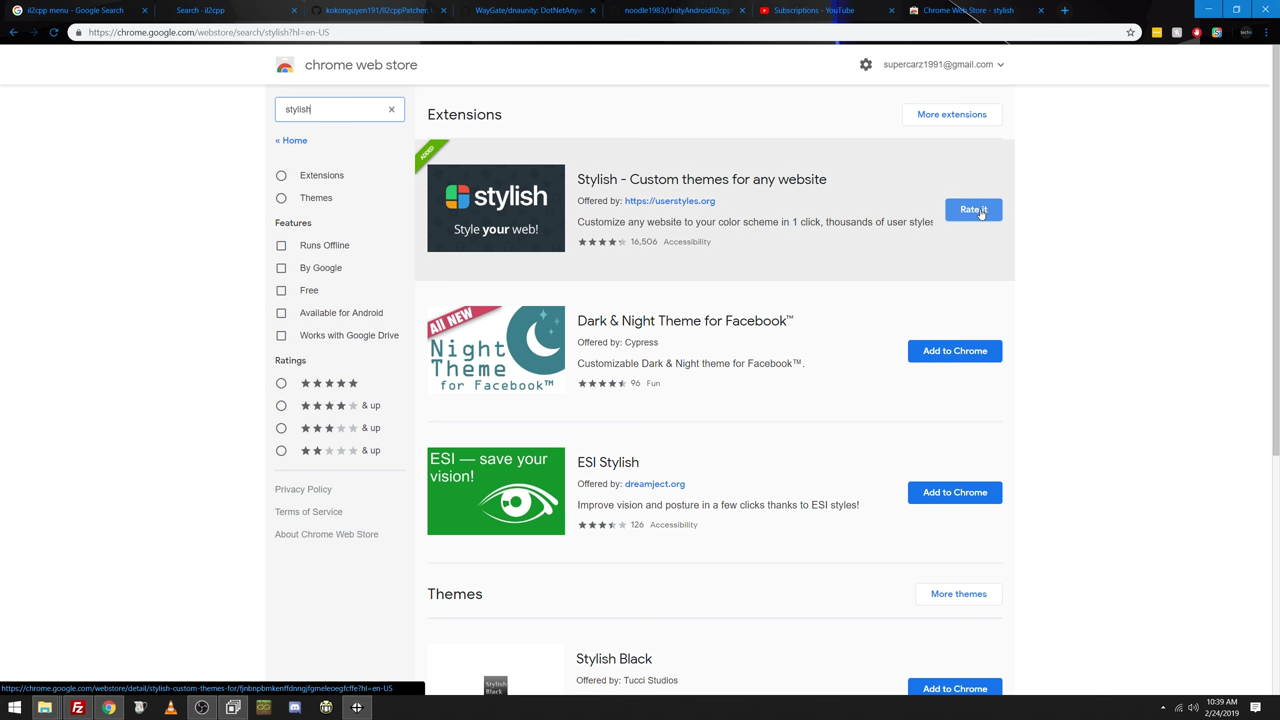 il2cpp menu - Google Search
Search · il2cpp
kokonguyen191/Il2cppPatcher: U
WayGate/dnaunity: DotNetAnyw
noodle1983/UnityAndroidIl2cpp
Subscriptions - YouTube
Chrome Web Store - stylish
https://chrome.google.com/webstore/search/stylish?hl=en-US
chrome web store
supercarz1991@gmail.com
stylish
« Home
Extensions
Themes
Features
Runs Offline
By Google
Free
Available for Android
Works with Google Drive
Ratings
& up
& up
& up
Privacy Policy
Terms of Service
About Chrome Web Store
Extensions
More extensions
ADDED
stylish
Style your web!
Stylish - Custom themes for any website
Offered by: https://userstyles.org
Customize any website to your color scheme in 1 click, thousands of user styles
16,506 Accessibility
Rate it
All NEW
Night
Theme
for Facebook™
Dark & Night Theme for Facebook™
Offered by: Cypress
Customizable Dark & Night theme for Facebook™.
96 Fun
Add to Chrome
ESI — save your
vision!
ESI Stylish
Offered by: dreamject.org
Improve vision and posture in a few clicks thanks to ESI styles!
126 Accessibility
Add to Chrome
Themes
More themes
Stylish
Black
Stylish Black
Offered by: Tucci Studios
Add to Chrome
https://chrome.google.com/webstore/detail/stylish-custom-themes-for/fjnbnpbmkenffdnngjfgmeleoegfcffe?hl=en-US
10:39 AM
2/24/2019